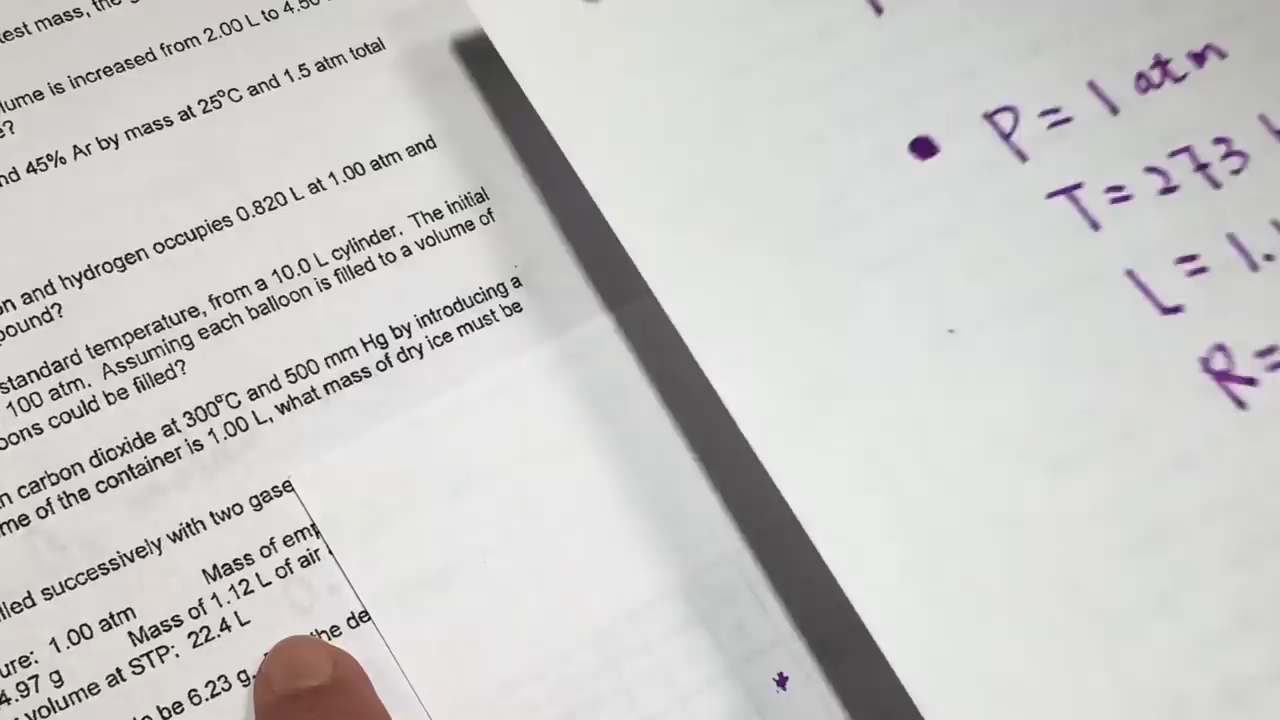 mass, the
lume is increased from 2.00 L to 4.50
e?
nd 45% Ar by mass at 25°C and 1.5 atm total
on and hydrogen occupies 0.820 L at 1.00 atm and
pound?
standard temperature, from a 10.0 L cylinder. The initial
100 atm. Assuming each balloon is filled to a volume of
oons could be filled?
n carbon dioxide at 300°C and 500 mm Hg by introducing a
me of the container is 1.00 L, what mass of dry ice must be
lled successively with two gase
Mass of emp
ure: 1.00 atm
Mass of 1.12 L of air
4.97 g
volume at STP: 22.4 L
the de
be 6.23 g.
P = 1 atm
T = 273
L = 1.
R =